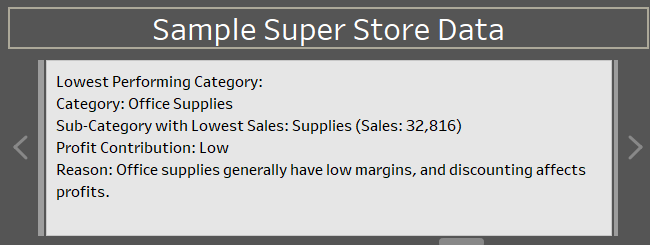 Sample Super Store Data
Lowest Performing Category:
Category: Office Supplies
Sub-Category with Lowest Sales: Supplies (Sales: 32,816)
Profit Contribution: Low
Reason: Office supplies generally have low margins, and discounting affects
profits.